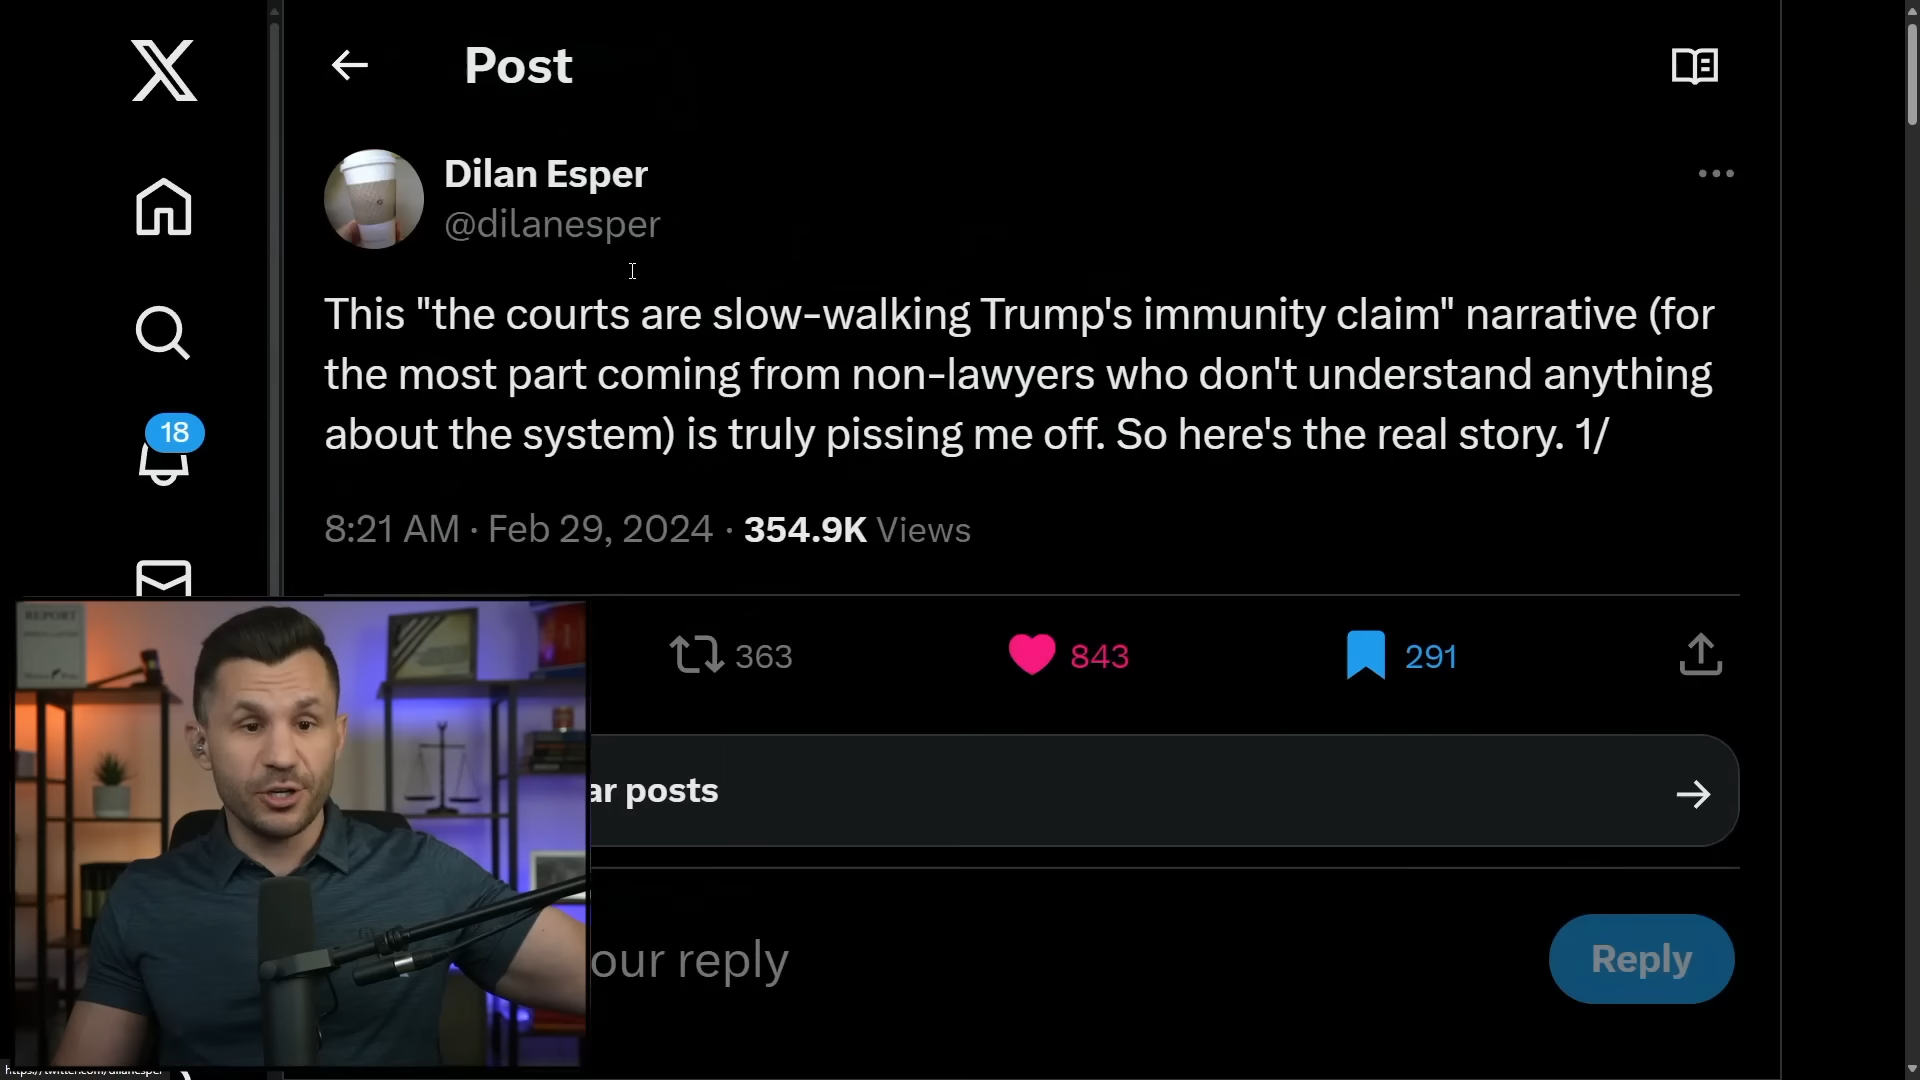 Post
Dilan Esper
@dilanesper
This "the courts are slow-walking Trump's immunity claim" narrative (for
the most part coming from non-lawyers who don't understand anything
about the system) is truly pissing me off. So here's the real story. 1/
8:21 AM · Feb 29, 2024 · 354.9K Views
18
363
843
291
ar posts
our reply
Reply
REPORT
https://twitter.com/dilanesper